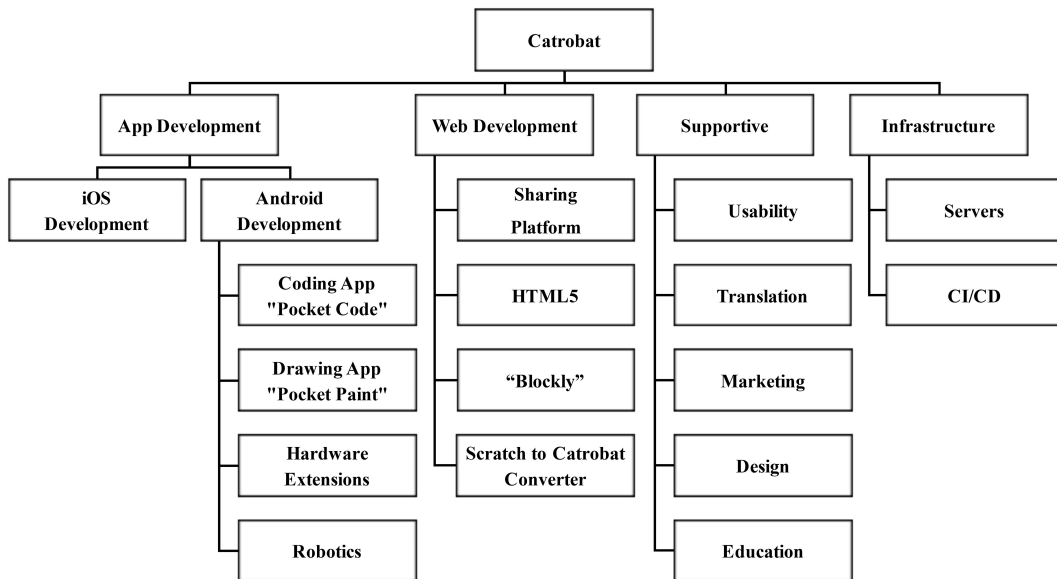 Catrobat
App Development
Web Development
Supportive
Infrastructure
iOS
Development
Android
Development
Coding App
"Pocket Code"
Drawing App
"Pocket Paint"
Hardware
Extensions
Robotics
Sharing
Platform
HTML5
“Blockly”
Scratch to Catrobat
Converter
Usability
Translation
Marketing
Design
Education
Servers
CI/CD